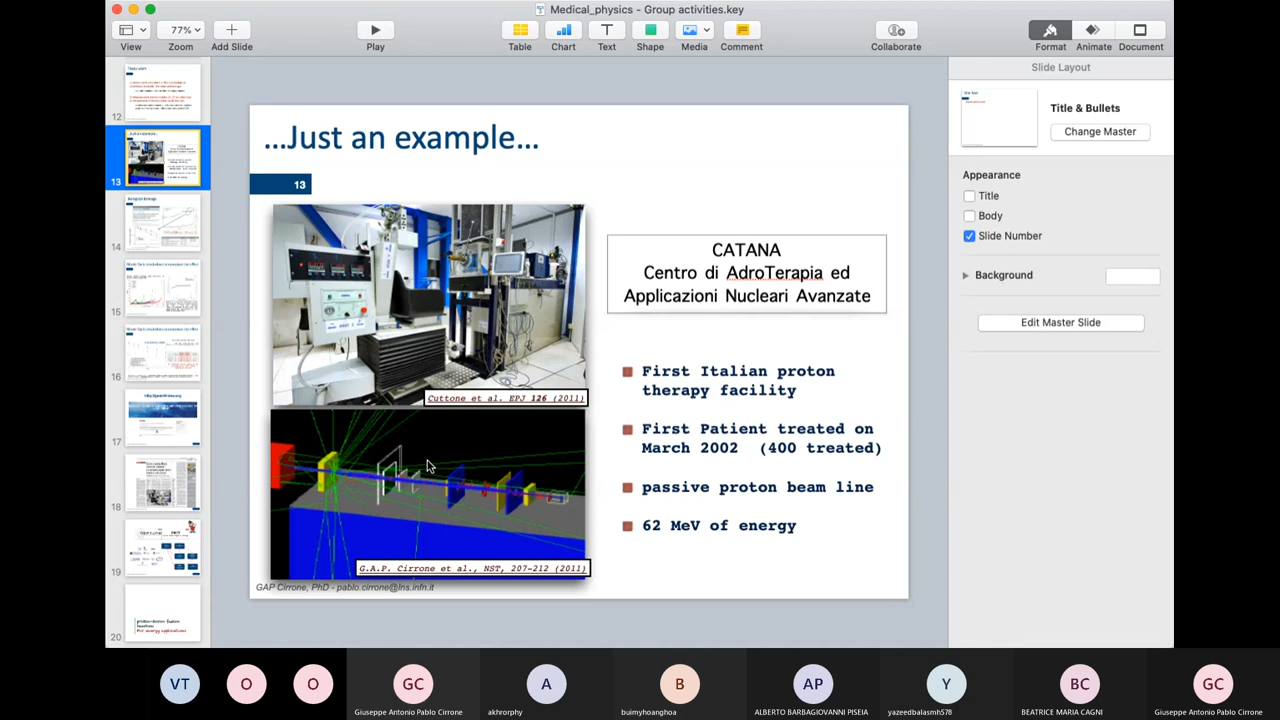 Medical_physics - Group activities.key
77%
View
Zoom
Add Slide
Play
Table
Chart
Text
Shape
Media
Comment
Collaborate
Format
Animate
Document
12
13
14
15
16
17
18
19
20
...Just an example...
13
CATANA
Centro di AdroTerapia ed
Applicazioni Nucleari Avanzate
First Italian proton
therapy facility
First Patient treated on
March 2002 (400 treated)
passive proton beam line
62 MeV of energy
Cuttone et al. EPJ 126 (2011)
G.A.P. Cirrone et al., NST, 207-212 (2011)
GAP Cirrone, PhD - pablo.cirrone@lns.infn.it
Slide Layout
Title & Bullets
Change Master
Appearance
Title
Body
Slide Number
Background
Edit Master Slide
VT
O
O
GC
Giuseppe Antonio Pablo Cirrone
A
akhrorphy
B
buimyhoanghoa
AP
ALBERTO BARBAGIOVANNI PISEIA
Y
yazeedbalasmh578
BC
BEATRICE MARIA CAGNI
GC
Giuseppe Antonio Pablo Cirrone